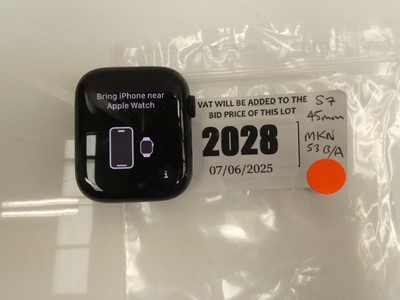 Bring iPhone near
Apple Watch
i
VAT WILL BE ADDED TO THE
BID PRICE OF THIS LOT
2028
07/06/2025
S7
45mm
MKN
53 B/A